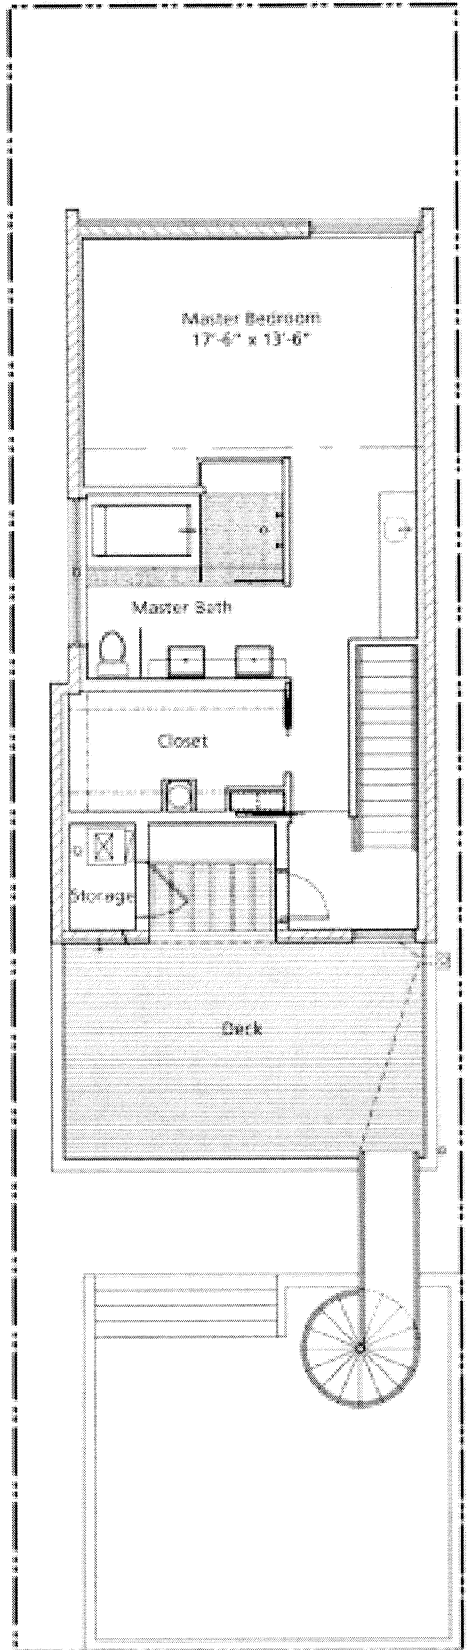 Master Bedroom
17'-6" x 13'-6"
Master Bath
Closet
Storage
Deck